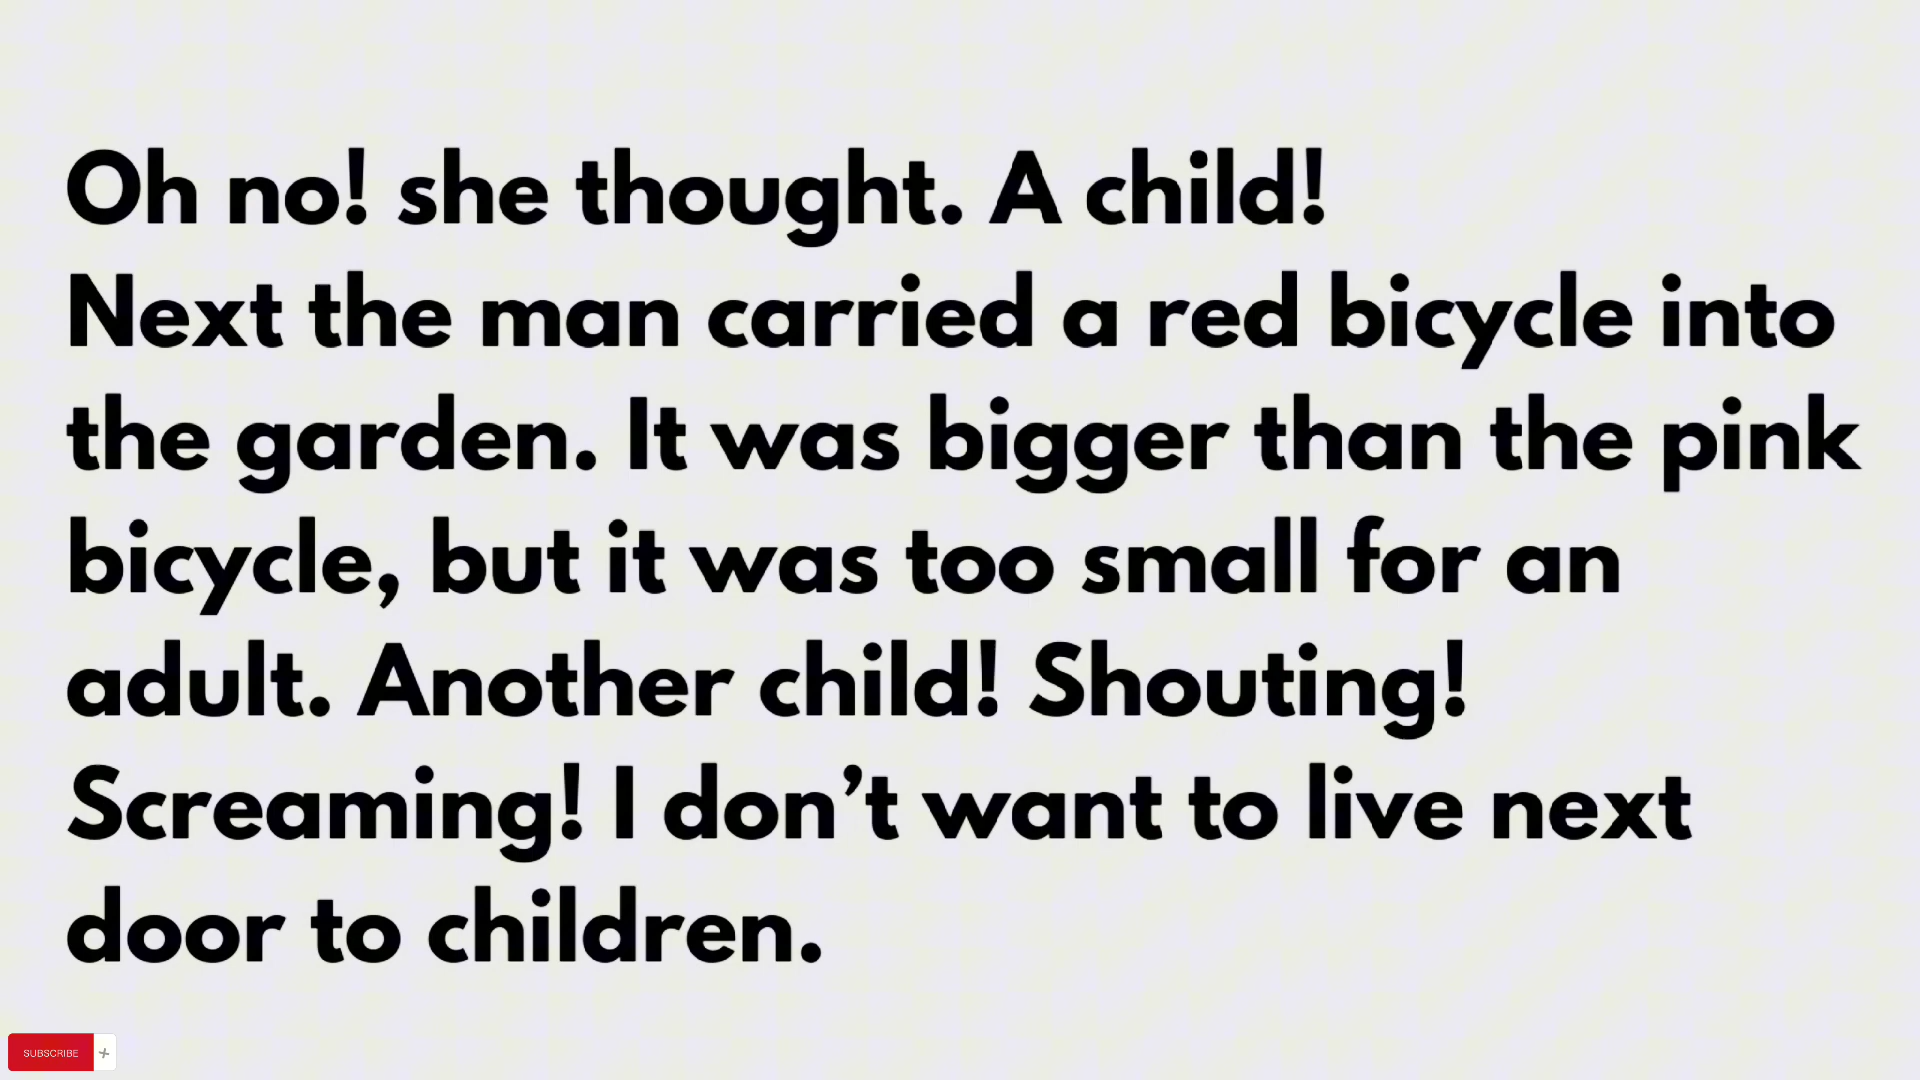 Oh no! she thought. A child!
Next the man carried a red bicycle into
the garden. It was bigger than the pink
bicycle, but it was too small for an
adult. Another child! Shouting!
Screaming! I don’t want to live next
door to children.
SUBSCRIBE +